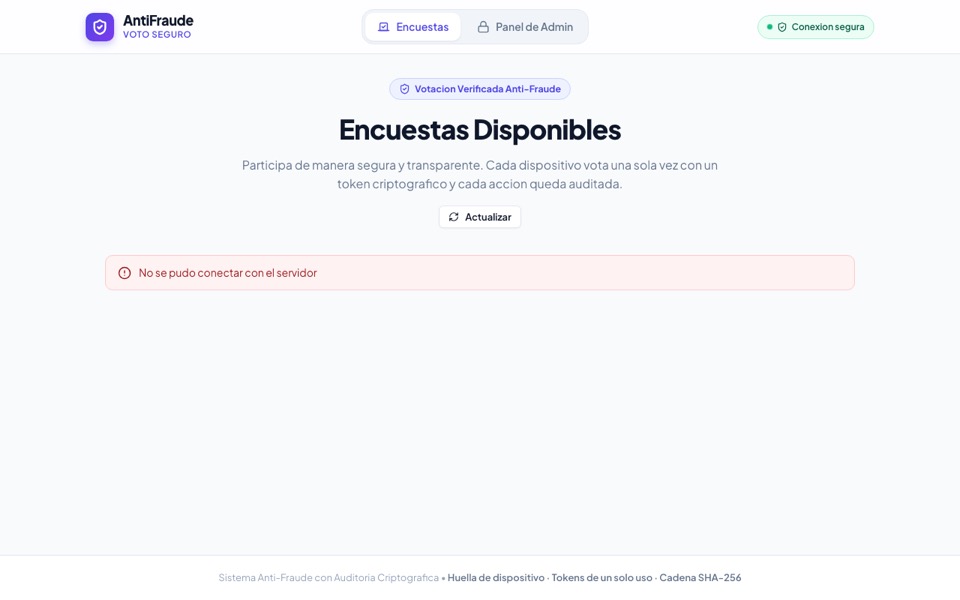 AntiFraude
VOTO SEGURO
Encuestas
Panel de Admin
Conexion segura
Votacion Verificada Anti-Fraude
Encuestas Disponibles
Participa de manera segura y transparente. Cada dispositivo vota una sola vez con un
token criptografico y cada accion queda auditada.
Actualizar
No se pudo conectar con el servidor
Sistema Anti-Fraude con Auditoria Criptografica • Huella de dispositivo · Tokens de un solo uso · Cadena SHA-256